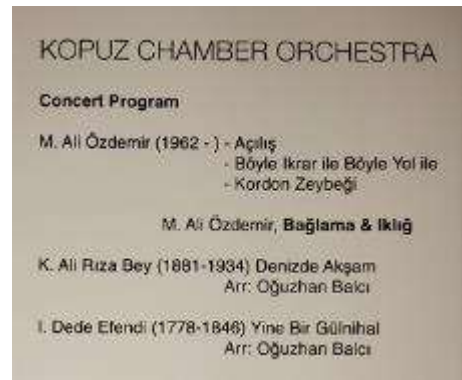 KOPUZ CHAMBER ORCHESTRA
Concert Program
M. Ali Özdemir (1962 - ) - Açılış
- Böyle Ikrar ile Böyle Yol ile
- Kordon Zeybeği
M. Ali Özdemir, Bağlama & Iklığ
K. Ali Rıza Bey (1881-1934) Denizde Akşam
Arr: Oğuzhan Balcı
I. Dede Efendi (1778-1846) Yine Bir Gülnihal
Arr: Oğuzhan Balcı